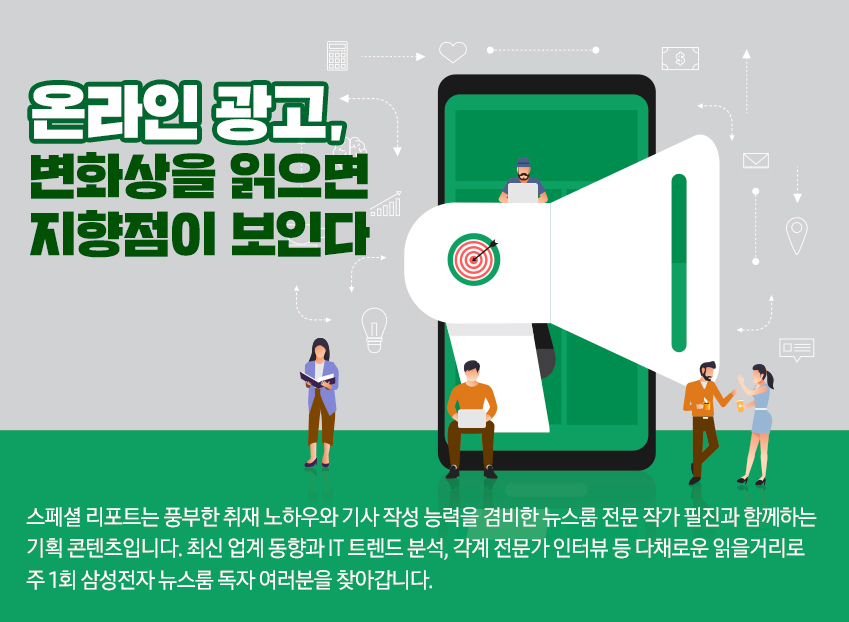 온라인 광고,
변화상을 읽으면
지향점이 보인다
스페셜 리포트는 풍부한 취재 노하우와 기사 작성 능력을 겸비한 뉴스룸 전문 작가 필진과 함께하는
기획 콘텐츠입니다. 최신 업계 동향과 IT 트렌드 분석, 각계 전문가 인터뷰 등 다채로운 읽을거리로
주 1회 삼성전자 뉴스룸 독자 여러분을 찾아갑니다.